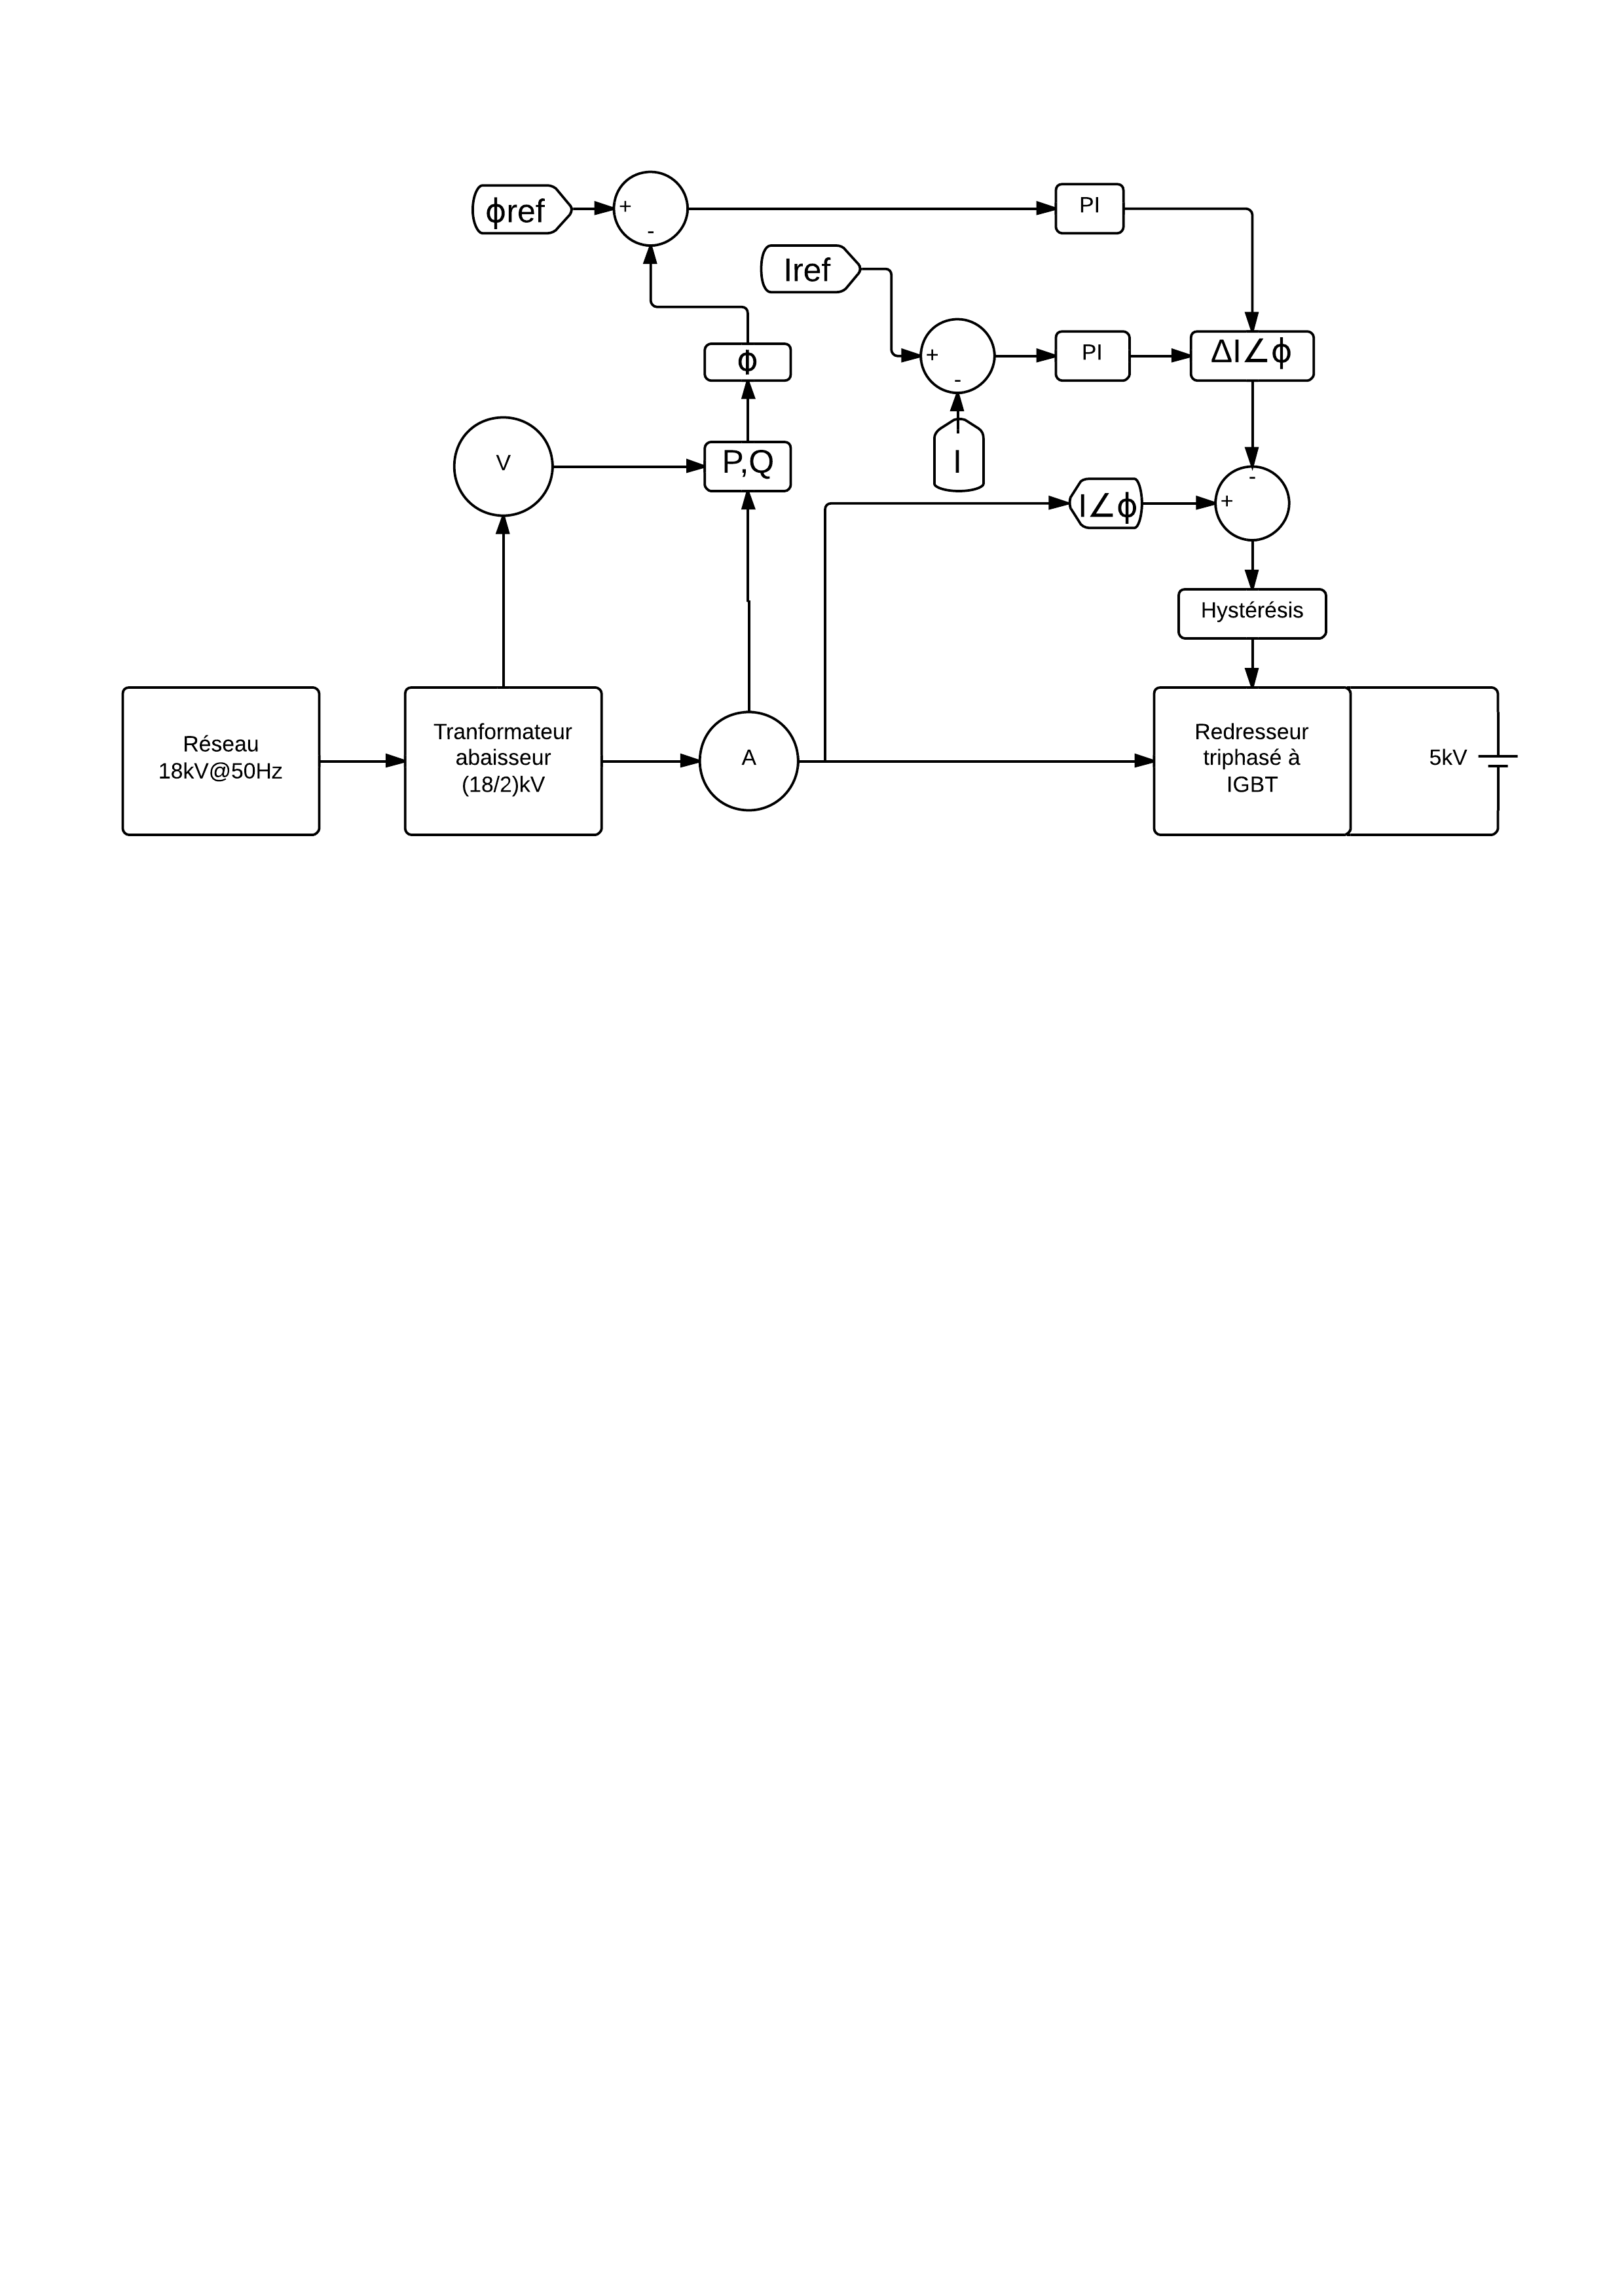 ϕref
+
-
PI
Iref
+
-
PI
ΔI∠ϕ
ϕ
V
P,Q
I
I∠ϕ
-
+
Hystérésis
Réseau
18kV@50Hz
Tranformateur
abaisseur
(18/2)kV
A
Redresseur
triphasé à
IGBT
5kV